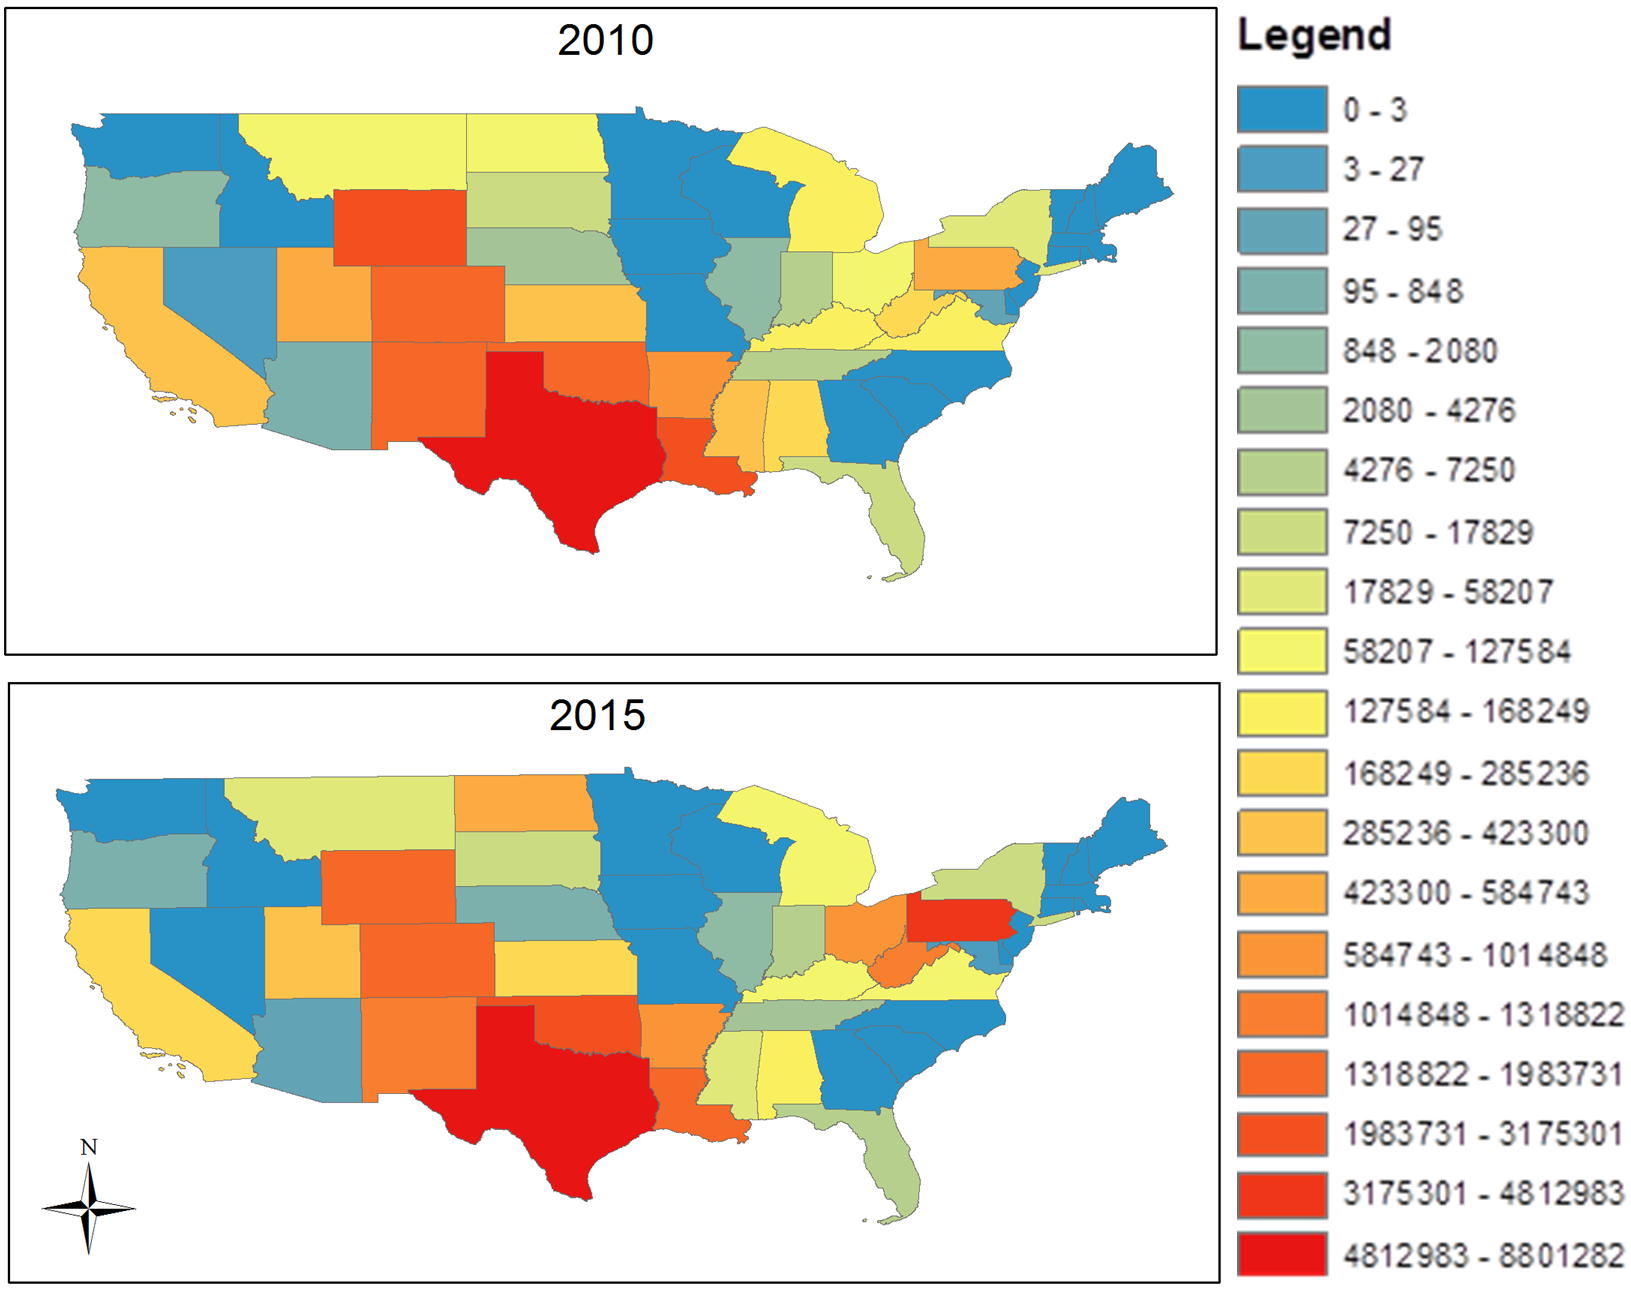 2010
2015
N
Legend
0 - 3
3 - 27
27 - 95
95 - 848
848 - 2080
2080 - 4276
4276 - 7250
7250 - 17829
17829 - 58207
58207 - 127584
127584 - 168249
168249 - 285236
285236 - 423300
423300 - 584743
584743 - 1014848
1014848 - 1318822
1318822 - 1983731
1983731 - 3175301
3175301 - 4812983
4812983 - 8801282